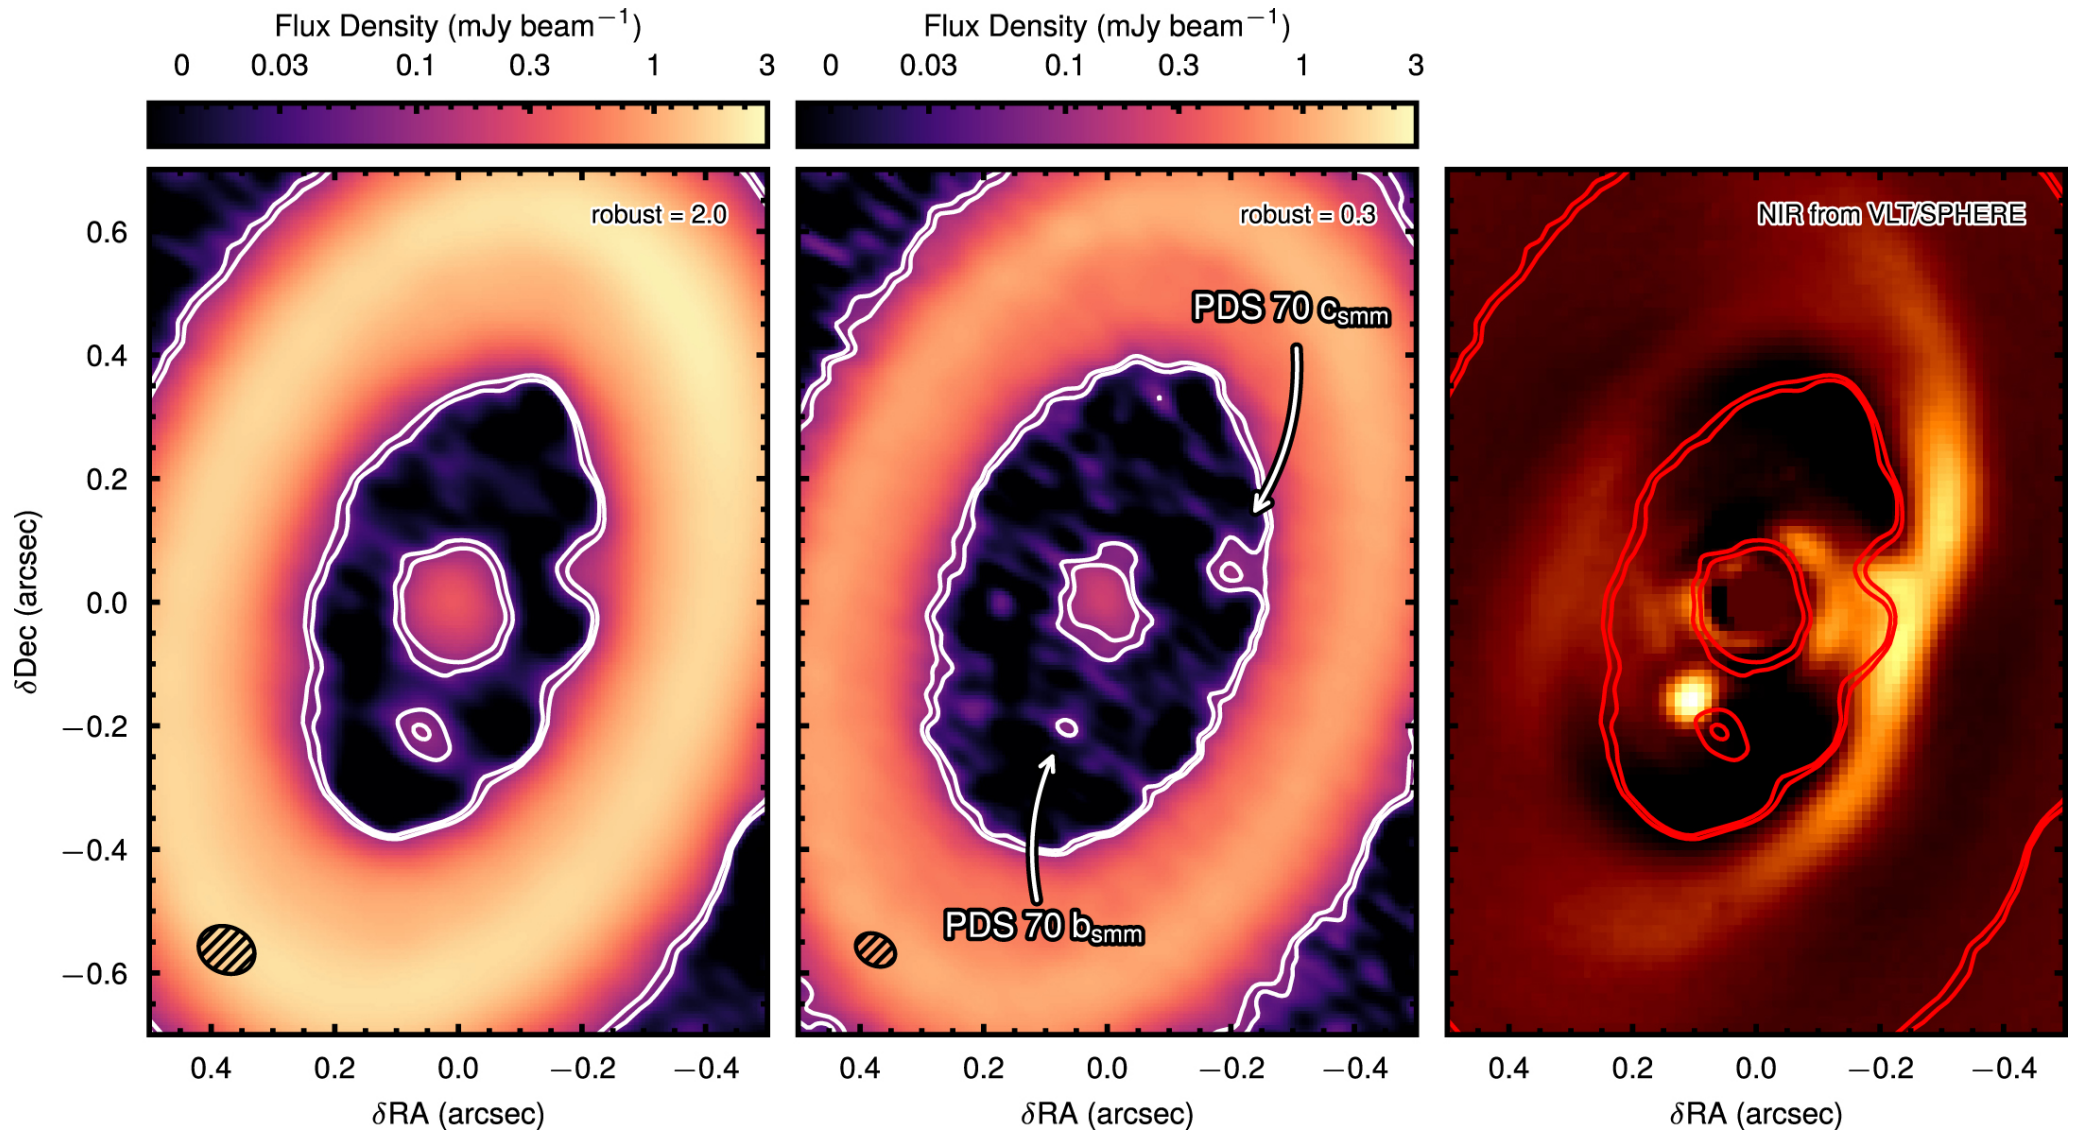 Flux Density (mJy beam−1)
0 0.03 0.1 0.3 1 3
Flux Density (mJy beam−1)
0 0.03 0.1 0.3 1 3
robust = 2.0
robust = 0.3
NIR from VLT/SPHERE
PDS 70 csmm
PDS 70 bsmm
δDec (arcsec)
0.6
0.4
0.2
0.0
−0.2
−0.4
−0.6
0.4 0.2 0.0 −0.2 −0.4
0.4 0.2 0.0 −0.2 −0.4
0.4 0.2 0.0 −0.2 −0.4
δRA (arcsec)
δRA (arcsec)
δRA (arcsec)